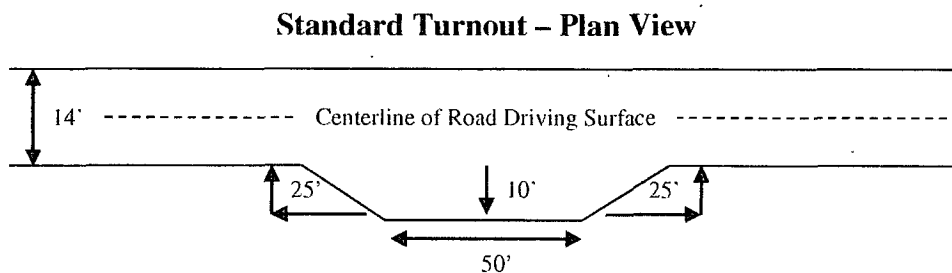 Standard Turnout – Plan View
14'
Centerline of Road Driving Surface
25'
10'
25'
50'